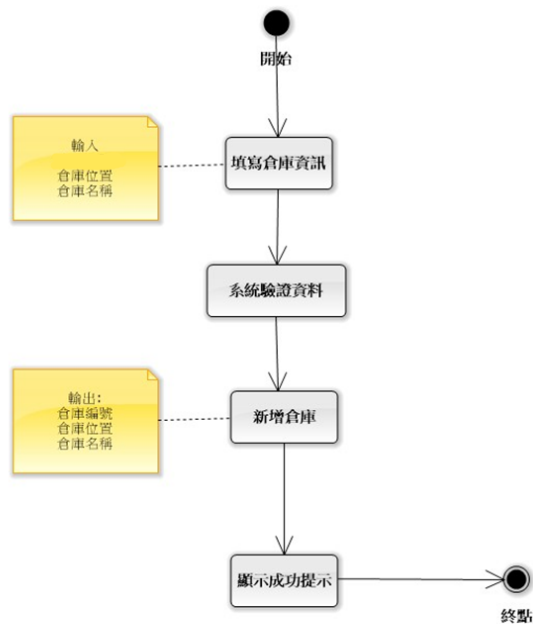 開始
輸入
倉庫位置
倉庫名稱
填寫倉庫資訊
系統驗證資料
輸出:
倉庫編號
倉庫位置
倉庫名稱
新增倉庫
顯示成功提示
終點